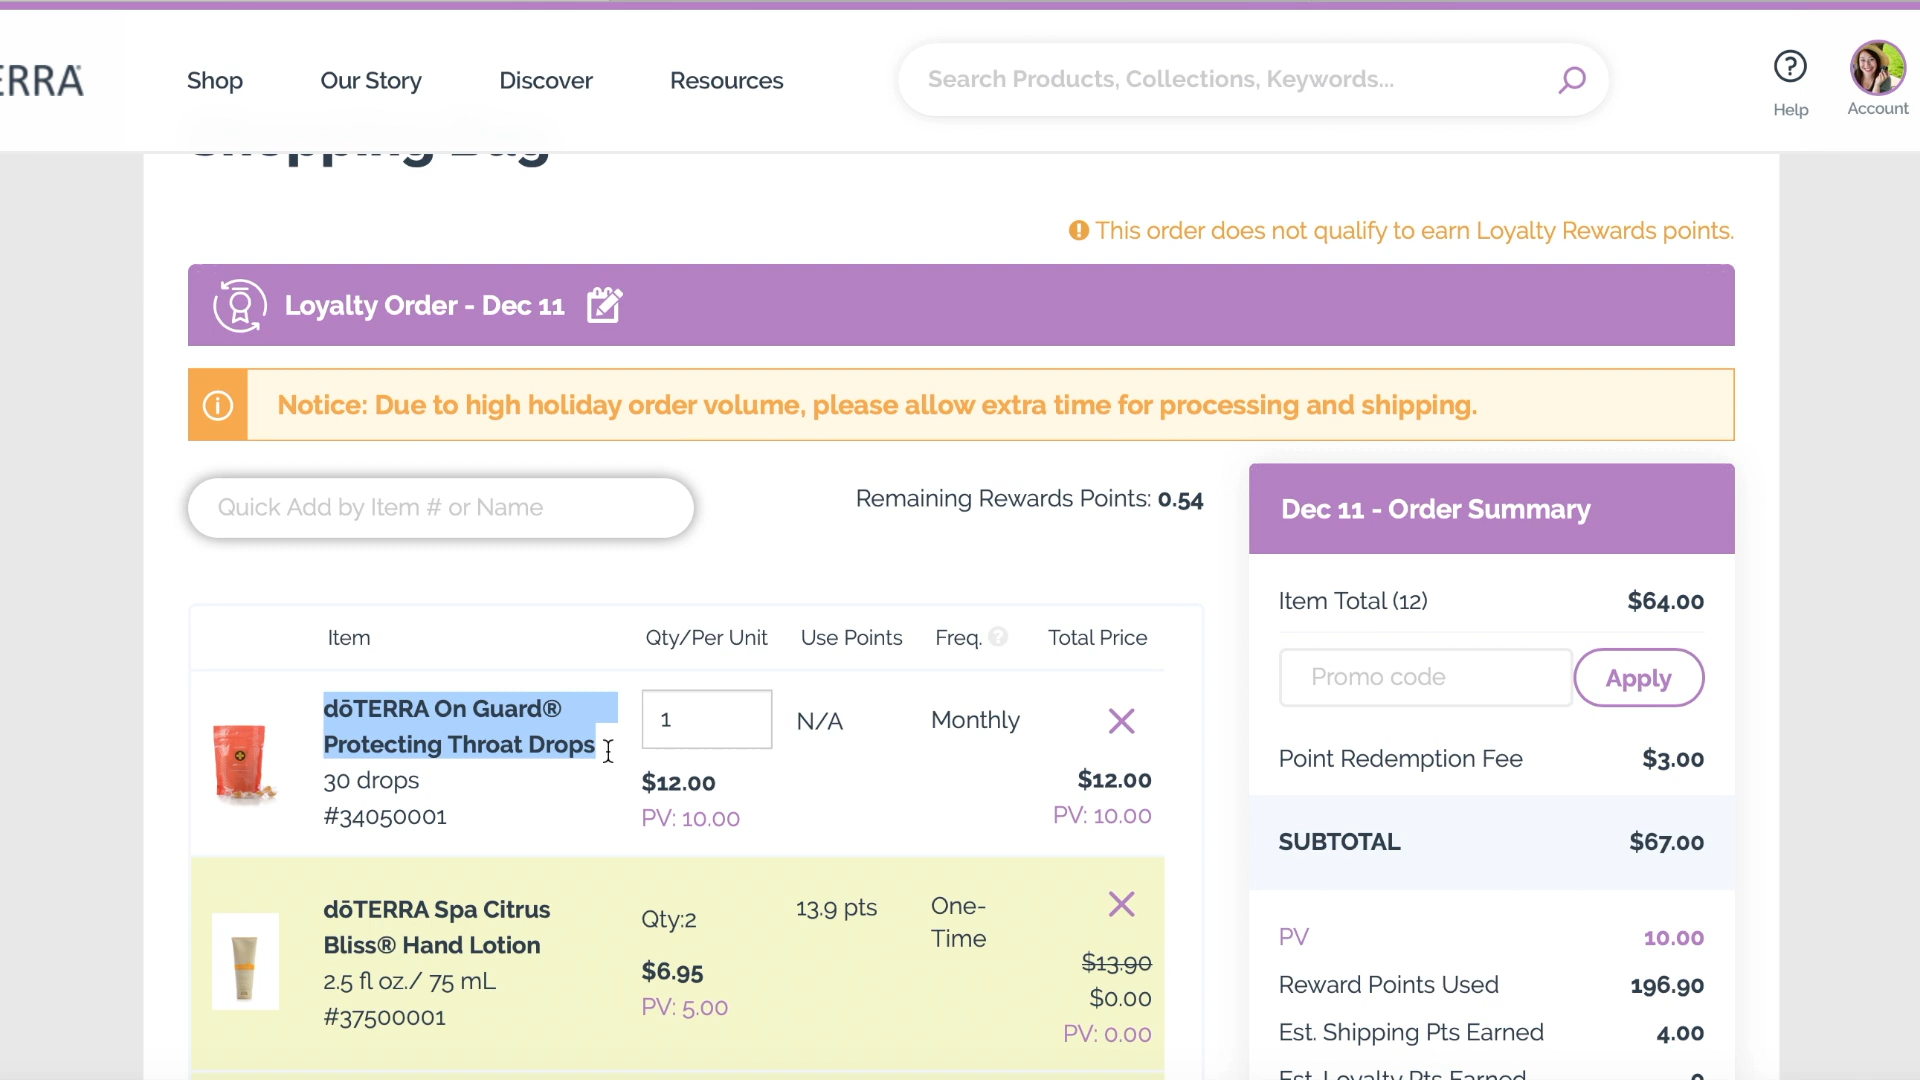 ERRA
Shop
Our Story
Discover
Resources
Search Products, Collections, Keywords...
Help
Account
Shopping Bag
This order does not qualify to earn Loyalty Rewards points.
Loyalty Order - Dec 11
Notice: Due to high holiday order volume, please allow extra time for processing and shipping.
Quick Add by Item # or Name
Remaining Rewards Points: 0.54
Item
Qty/Per Unit
Use Points
Freq.
Total Price
dōTERRA On Guard®
Protecting Throat Drops
30 drops
#34050001
1
$12.00
PV: 10.00
N/A
Monthly
$12.00
PV: 10.00
dōTERRA Spa Citrus
Bliss® Hand Lotion
2.5 fl oz./ 75 mL
#37500001
Qty:2
$6.95
PV: 5.00
13.9 pts
One-
Time
$13.90
$0.00
PV: 0.00
Dec 11 - Order Summary
Item Total (12) $64.00
Promo code
Apply
Point Redemption Fee $3.00
SUBTOTAL $67.00
PV 10.00
Reward Points Used 196.90
Est. Shipping Pts Earned 4.00
Est. Loyalty Pts Earned 0